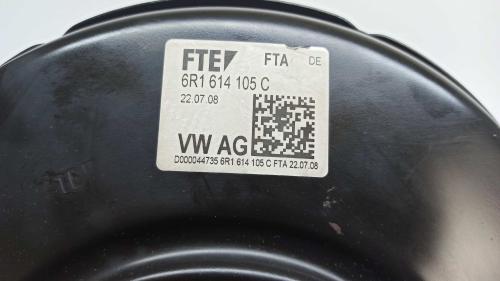 FTE FTA DE
6R1 614 105 C
22.07.08
VW AG
D000044735 6R1 614 105 C FTA 22.07.08
FTE